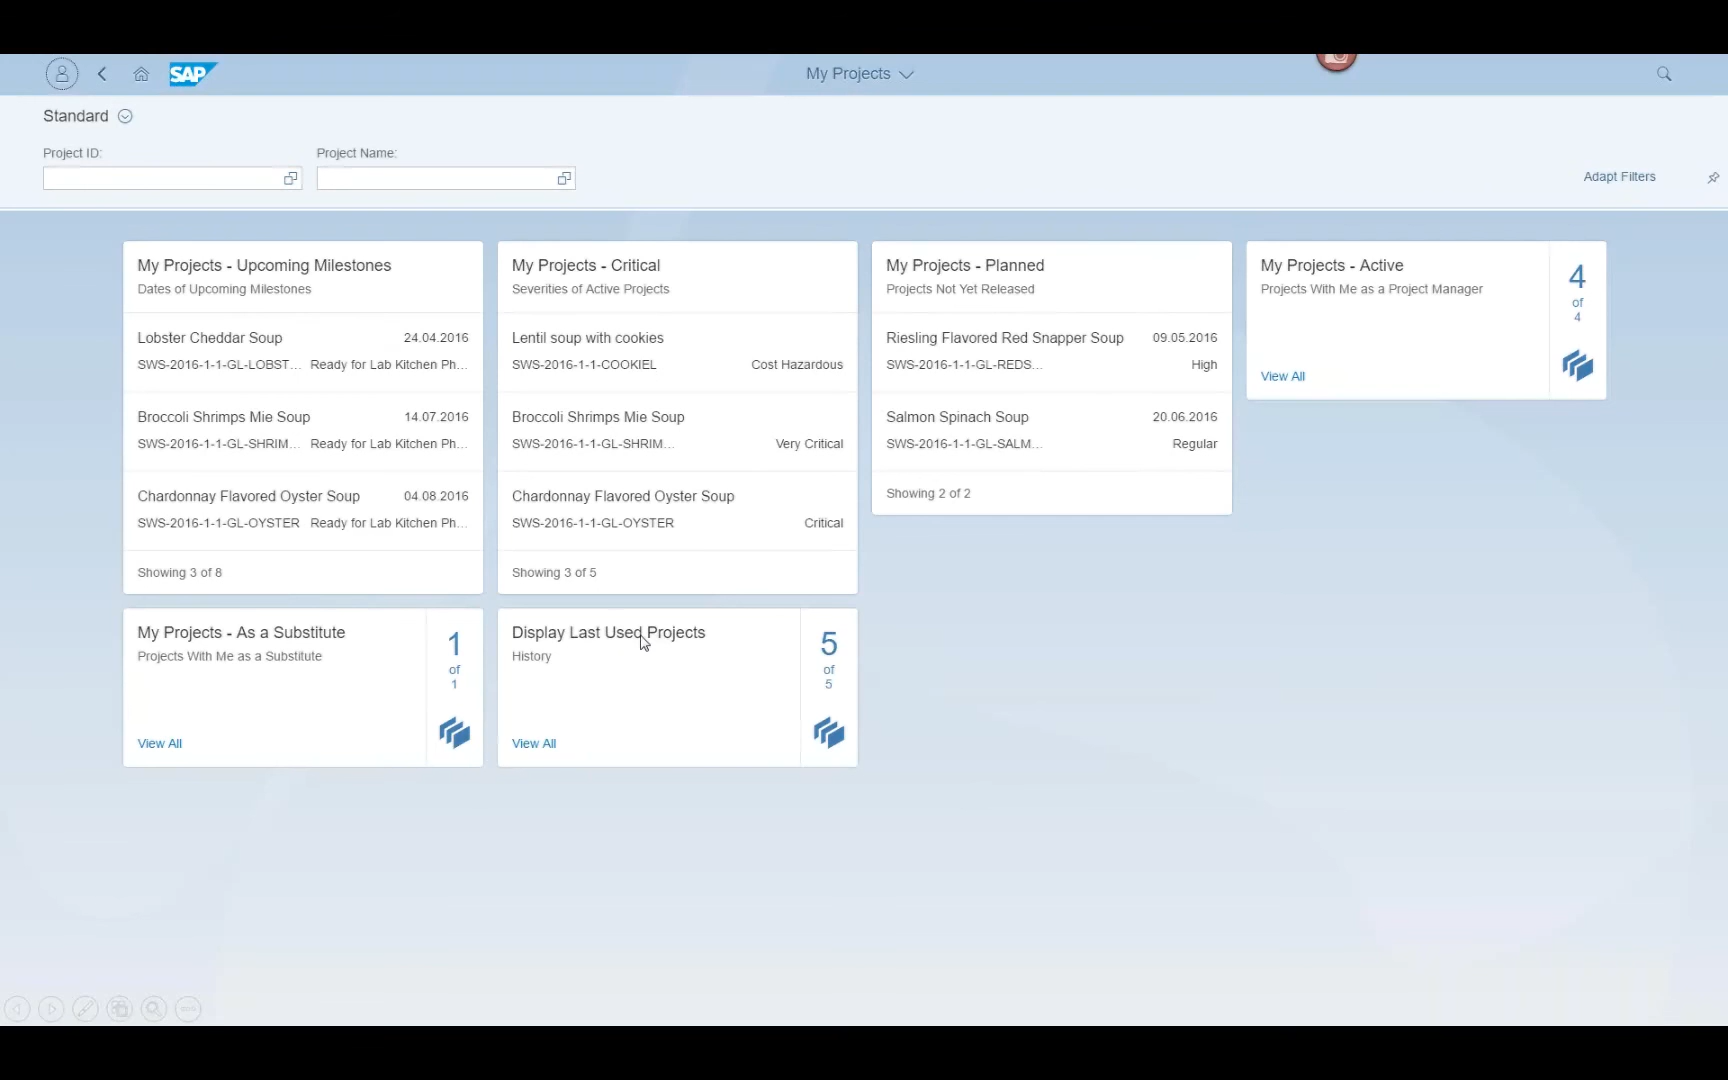 SAP
My Projects
Standard
Project ID:
Project Name:
Adapt Filters
My Projects - Upcoming Milestones
Dates of Upcoming Milestones
Lobster Cheddar Soup 24.04.2016
SWS-2016-1-1-GL-LOBST... Ready for Lab Kitchen Ph...
Broccoli Shrimps Mie Soup 14.07.2016
SWS-2016-1-1-GL-SHRIM... Ready for Lab Kitchen Ph...
Chardonnay Flavored Oyster Soup 04.08.2016
SWS-2016-1-1-GL-OYSTER Ready for Lab Kitchen Ph...
Showing 3 of 8
My Projects - Critical
Severities of Active Projects
Lentil soup with cookies
SWS-2016-1-1-COOKIEL Cost Hazardous
Broccoli Shrimps Mie Soup
SWS-2016-1-1-GL-SHRIM... Very Critical
Chardonnay Flavored Oyster Soup
SWS-2016-1-1-GL-OYSTER Critical
Showing 3 of 5
My Projects - Planned
Projects Not Yet Released
Riesling Flavored Red Snapper Soup 09.05.2016
SWS-2016-1-1-GL-REDS... High
Salmon Spinach Soup 20.06.2016
SWS-2016-1-1-GL-SALM... Regular
Showing 2 of 2
My Projects - Active
Projects With Me as a Project Manager
View All
4
of
4
My Projects - As a Substitute
Projects With Me as a Substitute
View All
1
of
1
Display Last Used Projects
History
View All
5
of
5